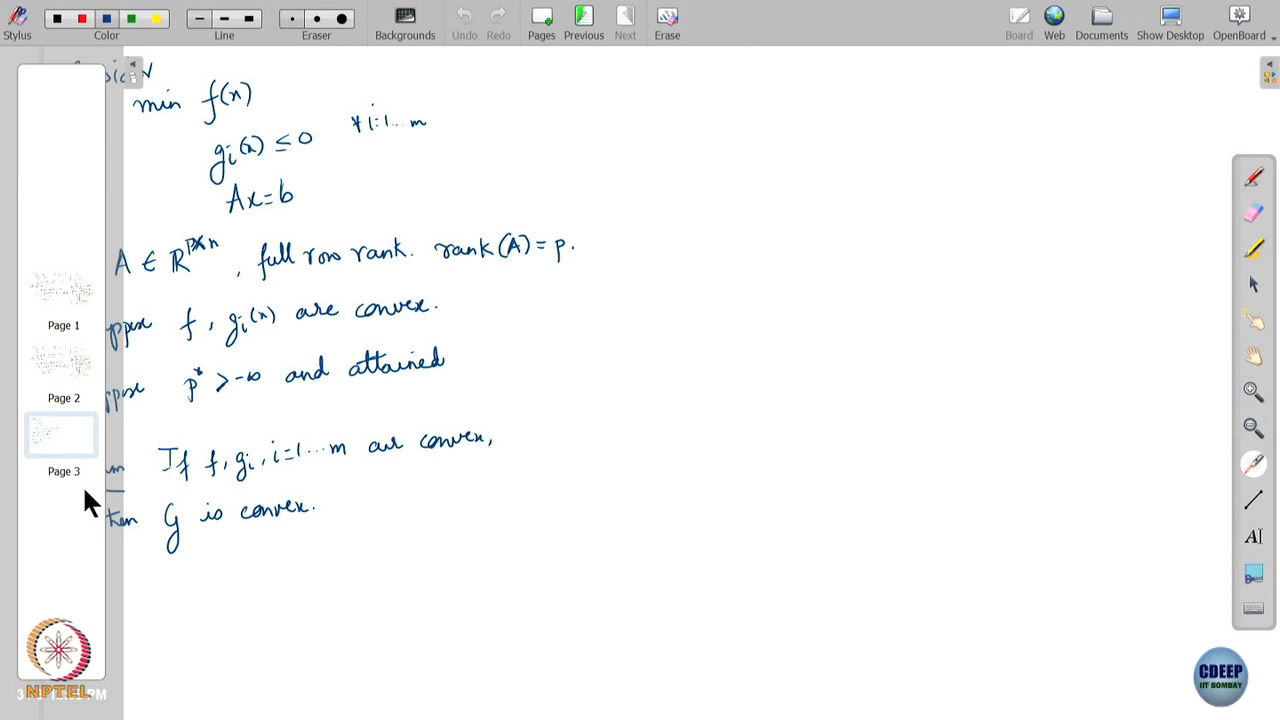 Stylus Color Line Eraser Backgrounds Undo Redo Pages Previous Next Erase Board Web Documents Show Desktop OpenBoard
min f(x)
gi(x) ≤ 0 ∀ i=1...m
Ax=b
A ∈ ℝ^{p×n}, full row rank. rank(A) = p.
f, gi(x) are convex.
p* > -∞ and attained
If f, gi, i=1...m are convex,
then G is convex.
Page 1
Page 2
Page 3
NPTEL
CDEEP
IIT BOMBAY